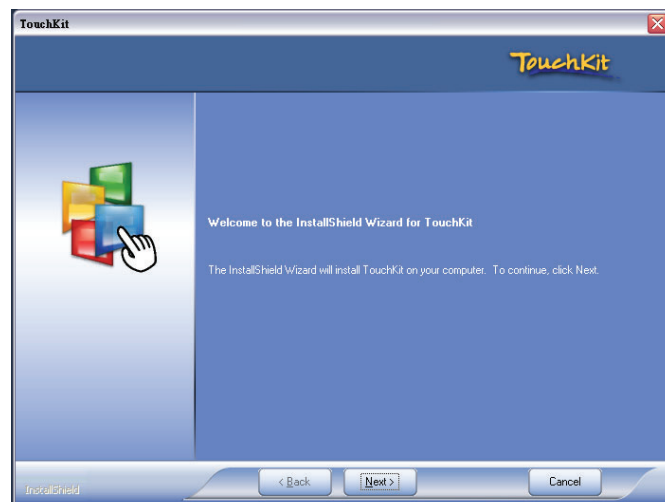 TouchKit
TouchKit
Welcome to the InstallShield Wizard for TouchKit
The InstallShield Wizard will install TouchKit on your computer. To continue, click Next.
InstallShield
< Back
Next >
Cancel